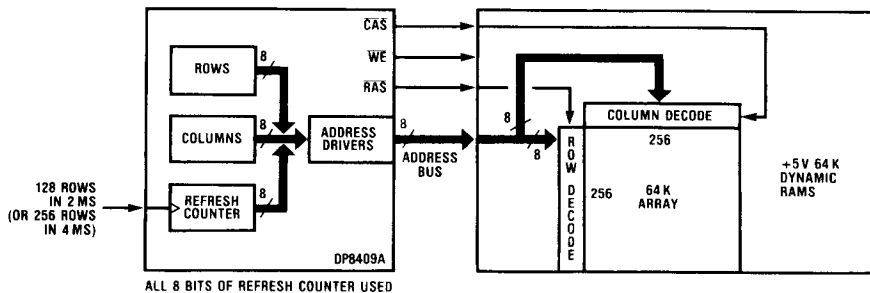 CAS
WE
RAS
8
ROWS
8
COLUMNS
8
ADDRESS
DRIVERS
8
ADDRESS
BUS
8
REFRESH
COUNTER
128 ROWS
IN 2 MS
(OR 256 ROWS
IN 4 MS)
DP8409A
ALL 8 BITS OF REFRESH COUNTER USED
8
8
COLUMN DECODE
256
ROW DECODE
256
64K
ARRAY
+5V 64K
DYNAMIC
RAMS